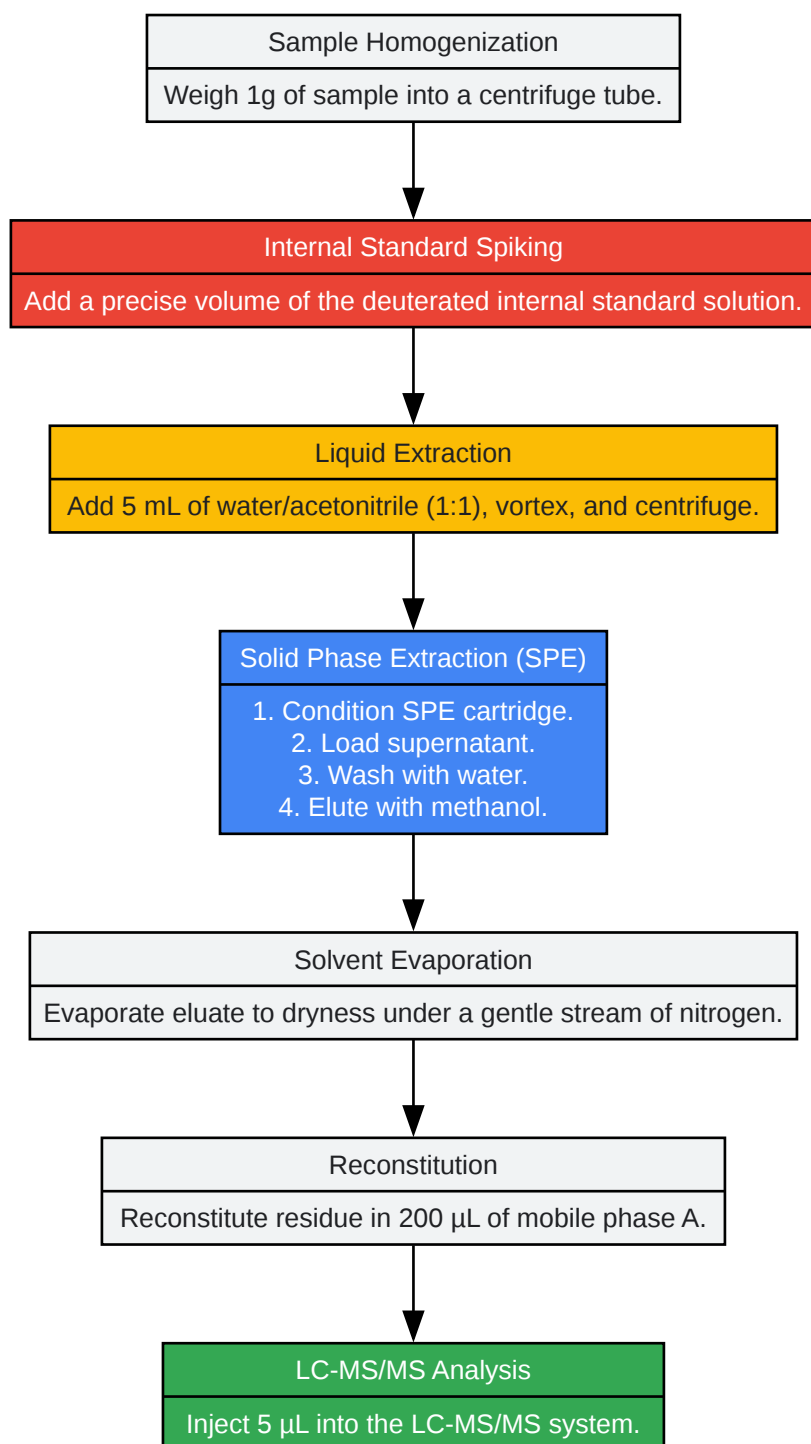 Sample Homogenization
Weigh 1g of sample into a centrifuge tube.
Internal Standard Spiking
Add a precise volume of the deuterated internal standard solution.
Liquid Extraction
Add 5 mL of water/acetonitrile (1:1), vortex, and centrifuge.
Solid Phase Extraction (SPE)
1. Condition SPE cartridge.
2. Load supernatant.
3. Wash with water.
4. Elute with methanol.
Solvent Evaporation
Evaporate eluate to dryness under a gentle stream of nitrogen.
Reconstitution
Reconstitute residue in 200 µL of mobile phase A.
LC-MS/MS Analysis
Inject 5 µL into the LC-MS/MS system.